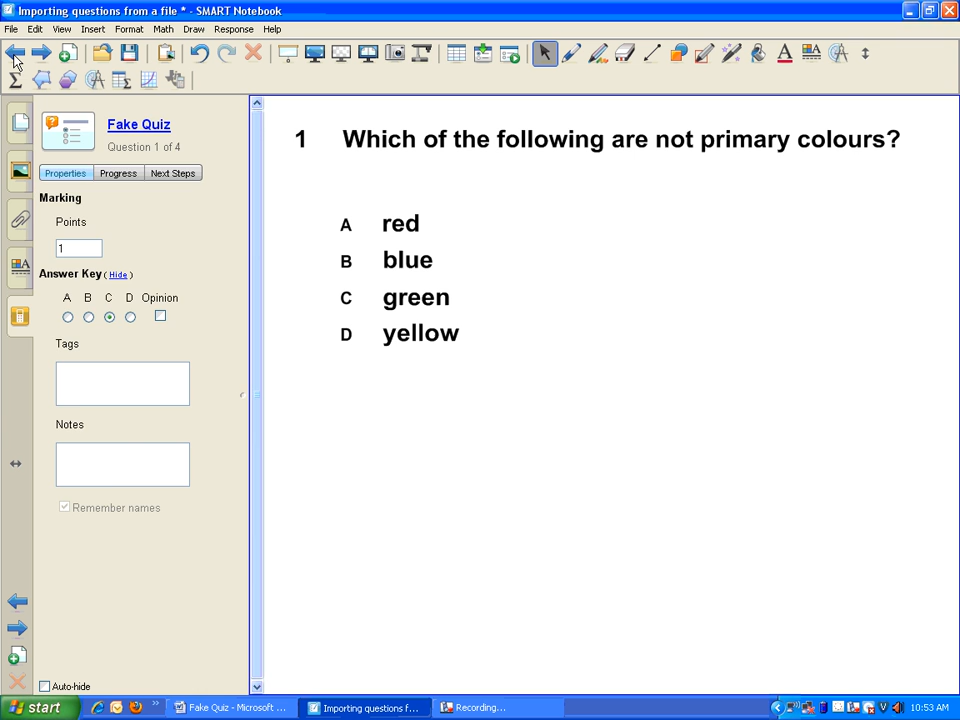 Importing questions from a file * - SMART Notebook
File Edit View Insert Format Math Draw Response Help
Fake Quiz
Question 1 of 4
Properties Progress Next Steps
Marking
Points
1
Answer Key ( Hide )
A B C D Opinion
Tags
Notes
Remember names
Auto-hide
1 Which of the following are not primary colours?
A red
B blue
C green
D yellow
start Fake Quiz - Microsoft ... Importing questions f... Recording... 10:53 AM